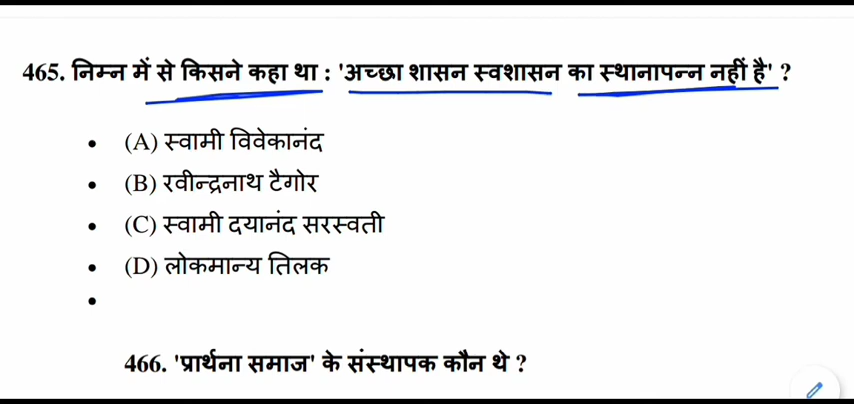 465. निम्न में से किसने कहा था : 'अच्छा शासन स्वशासन का स्थानापन्न नहीं है' ?
(A) स्वामी विवेकानंद
(B) रवीन्द्रनाथ टैगोर
(C) स्वामी दयानंद सरस्वती
(D) लोकमान्य तिलक
466. 'प्रार्थना समाज' के संस्थापक कौन थे ?